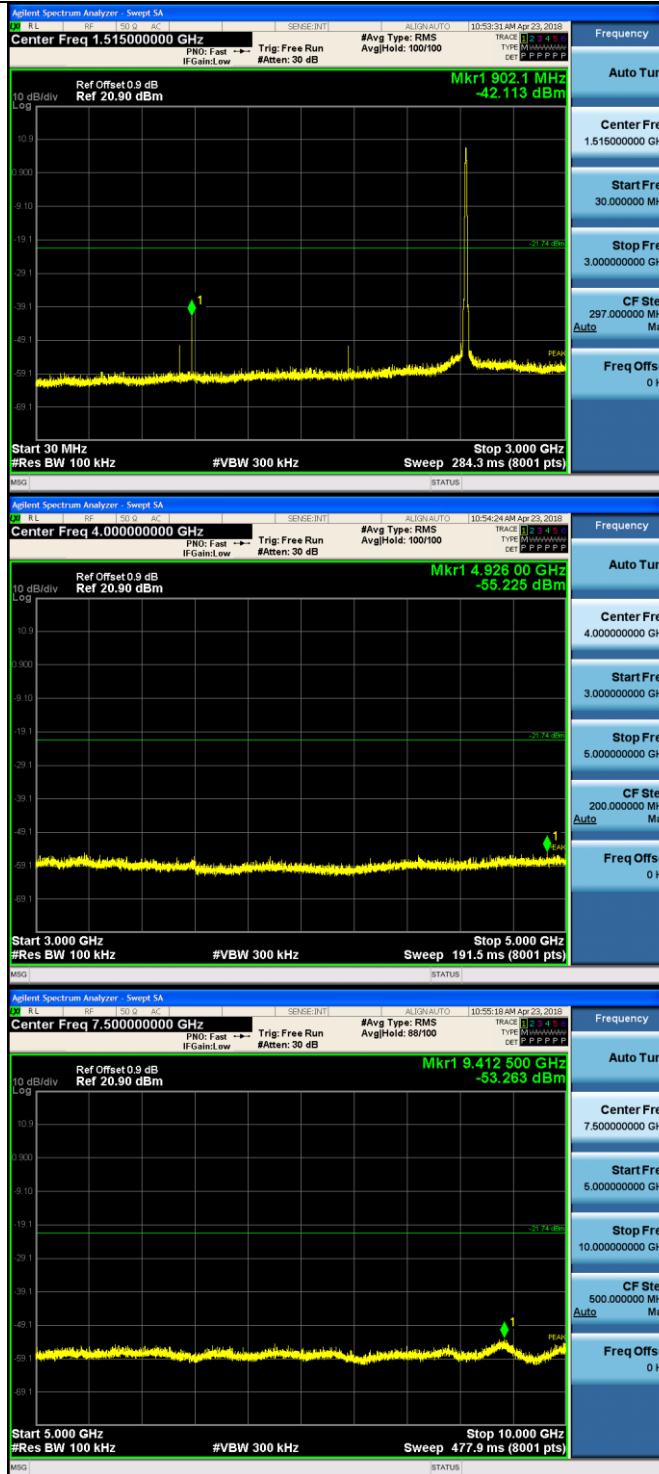 Agilent Spectrum Analyzer - Swept SA
RL RF 50 Ω AC SENSE:INT ALIGN AUTO 10:53:31 AM Apr 23, 2018
Center Freq 1.515000000 GHz
PNO: Fast
IFGain:Low
Trig: Free Run
#Atten: 30 dB
#Avg Type: RMS
Avg|Hold: 100/100
TRACE 1 2 3 4 5 6
TYPE M
DET P P P P P P
Ref Offset 0.9 dB
Ref 20.90 dBm
10 dB/div
Log
Mkr1 902.1 MHz
-42.113 dBm
10.9
0.900
-9.10
-19.1
-21.74 dBm
-29.1
-39.1
1
-49.1
PEAK
-59.1
-69.1
Start 30 MHz
Stop 3.000 GHz
#Res BW 100 kHz
#VBW 300 kHz
Sweep 284.3 ms (8001 pts)
MSG
STATUS
Frequency
Auto Tun
Center Fre
1.515000000 GH
Start Fre
30.000000 MH
Stop Fre
3.000000000 GH
CF Ste
297.000000 MH
Auto Ma
Freq Offs
0 H
Agilent Spectrum Analyzer - Swept SA
RL RF 50 Ω AC SENSE:INT ALIGN AUTO 10:54:24 AM Apr 23, 2018
Center Freq 4.000000000 GHz
PNO: Fast
IFGain:Low
Trig: Free Run
#Atten: 30 dB
#Avg Type: RMS
Avg|Hold: 100/100
TRACE 1 2 3 4 5 6
TYPE M
DET P P P P P P
Ref Offset 0.9 dB
Ref 20.90 dBm
10 dB/div
Log
Mkr1 4.926 00 GHz
-55.225 dBm
10.9
0.900
-9.10
-19.1
-21.74 dBm
-29.1
-39.1
-49.1
1
PEAK
-59.1
-69.1
Start 3.000 GHz
Stop 5.000 GHz
#Res BW 100 kHz
#VBW 300 kHz
Sweep 191.5 ms (8001 pts)
MSG
STATUS
Frequency
Auto Tun
Center Fre
4.000000000 GH
Start Fre
3.000000000 GH
Stop Fre
5.000000000 GH
CF Ste
200.000000 MH
Auto Ma
Freq Offs
0 H
Agilent Spectrum Analyzer - Swept SA
RL RF 50 Ω AC SENSE:INT ALIGN AUTO 10:55:18 AM Apr 23, 2018
Center Freq 7.500000000 GHz
PNO: Fast
IFGain:Low
Trig: Free Run
#Atten: 30 dB
#Avg Type: RMS
Avg|Hold: 88/100
TRACE 1 2 3 4 5 6
TYPE M
DET P P P P P P
Ref Offset 0.9 dB
Ref 20.90 dBm
10 dB/div
Log
Mkr1 9.412 500 GHz
-53.263 dBm
10.9
0.900
-9.10
-19.1
-21.74 dBm
-29.1
-39.1
-49.1
1
PEAK
-59.1
-69.1
Start 5.000 GHz
Stop 10.000 GHz
#Res BW 100 kHz
#VBW 300 kHz
Sweep 477.9 ms (8001 pts)
MSG
STATUS
Frequency
Auto Tun
Center Fre
7.500000000 GH
Start Fre
5.000000000 GH
Stop Fre
10.000000000 GH
CF Ste
500.000000 MH
Auto Ma
Freq Offs
0 H